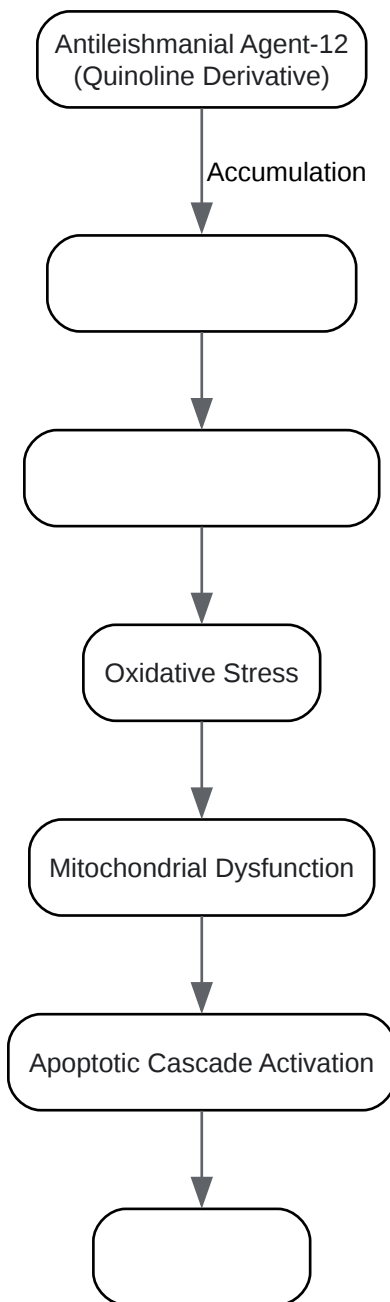 Antileishmanial Agent-12
(Quinoline Derivative)
Accumulation
Oxidative Stress
Mitochondrial Dysfunction
Apoptotic Cascade Activation